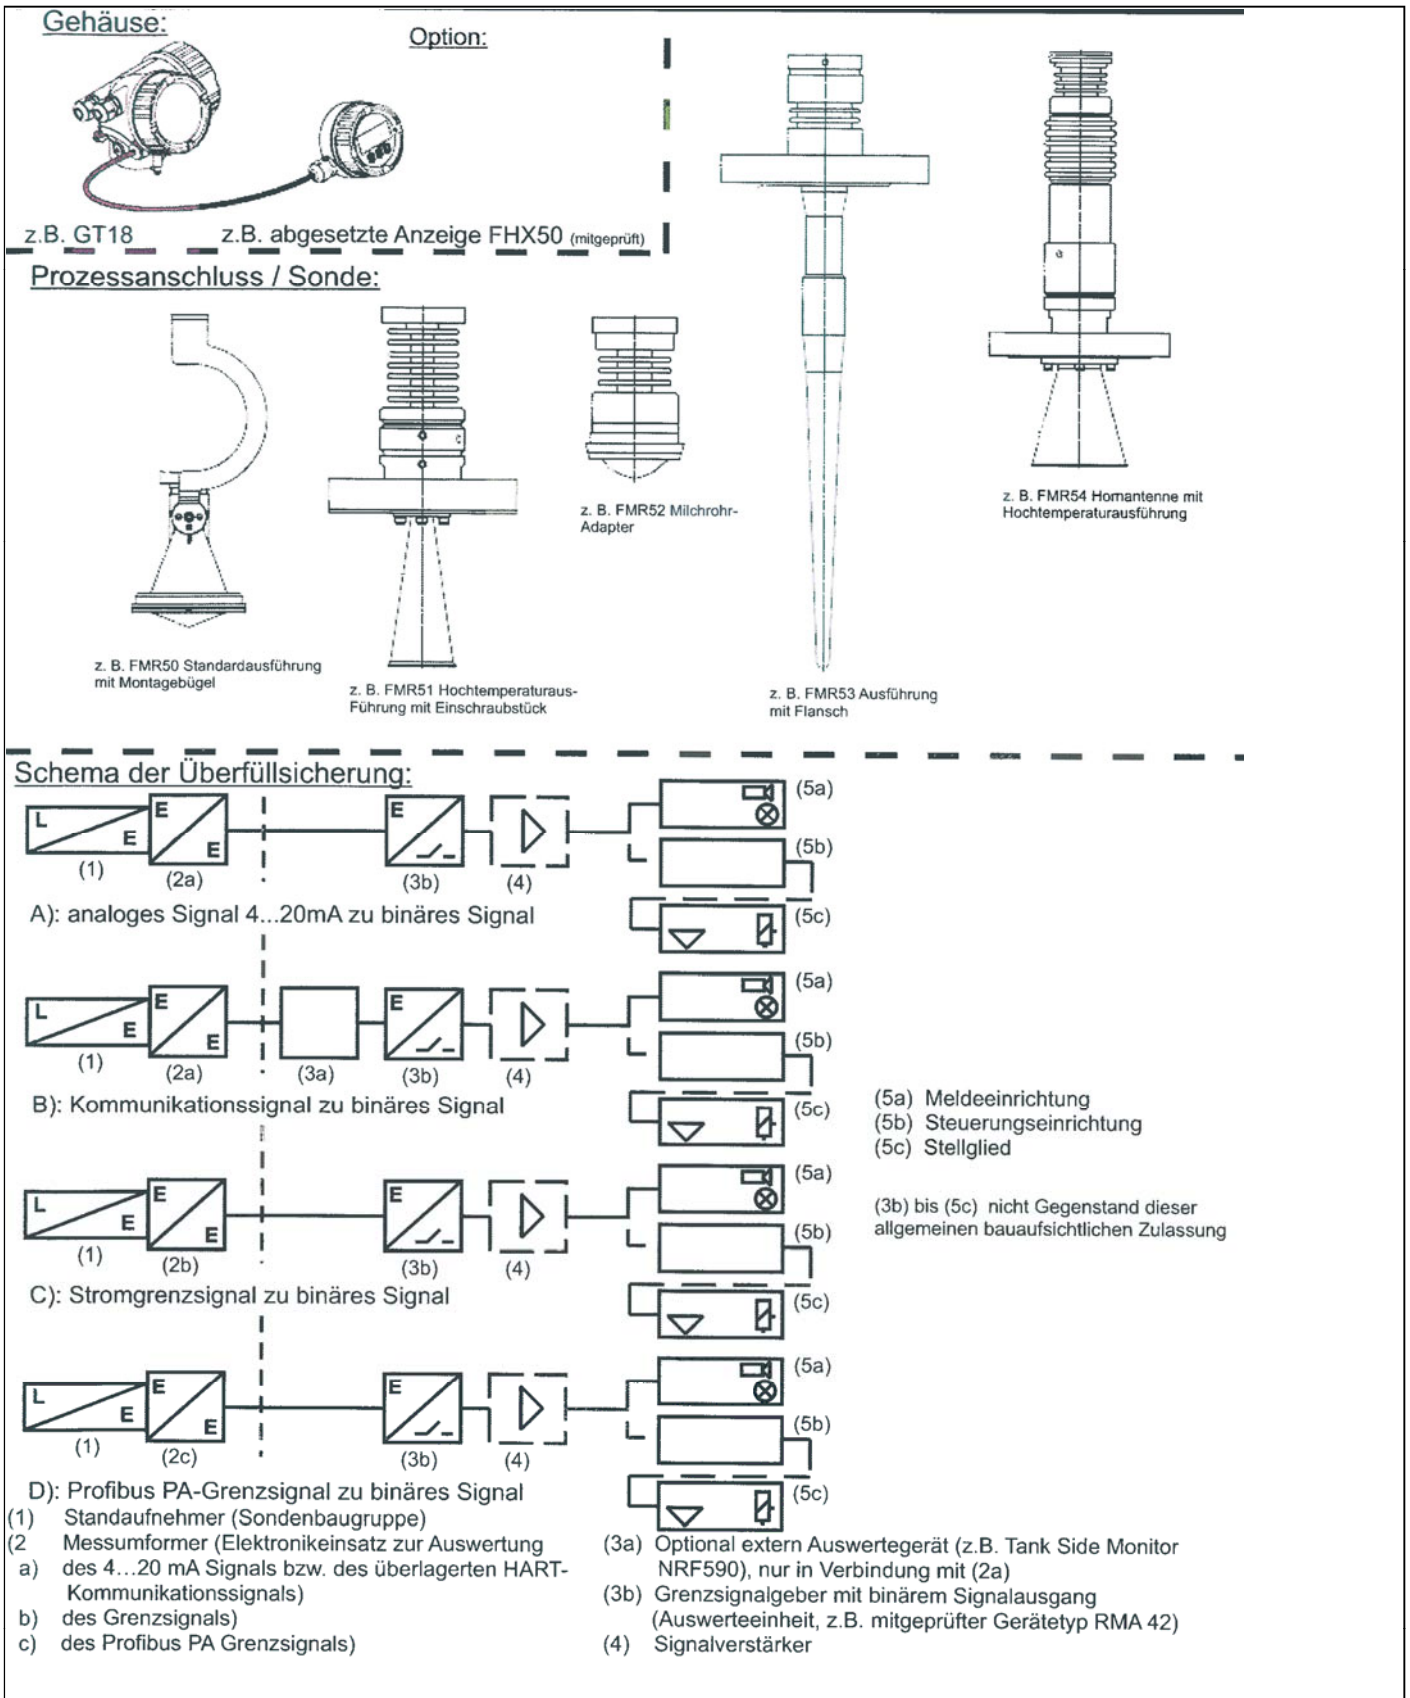 Gehäuse:
Option:
z.B. GT18
z.B. abgesetzte Anzeige FHX50 (mitgeprüft)
Prozessanschluss / Sonde:
z. B. FMR50 Standardausführung
mit Montagebügel
z. B. FMR51 Hochtemperaturaus-
Führung mit Einschraubstück
z. B. FMR52 Milchrohr-
Adapter
z. B. FMR53 Ausführung
mit Flansch
z. B. FMR54 Hornantenne mit
Hochtemperaturausführung
Schema der Überfüllsicherung:
L E E E E
(1) (2a) (3b) (4) (5a) (5b) (5c)
A): analoges Signal 4...20mA zu binäres Signal
L E E E E
(1) (2a) (3a) (3b) (4) (5a) (5b) (5c)
B): Kommunikationssignal zu binäres Signal
L E E E E
(1) (2b) (3b) (4) (5a) (5b) (5c)
C): Stromgrenzsignal zu binäres Signal
L E E E E
(1) (2c) (3b) (4) (5a) (5b) (5c)
D): Profibus PA-Grenzsignal zu binäres Signal
(5a) Meldeeinrichtung
(5b) Steuerungseinrichtung
(5c) Stellglied
(3b) bis (5c) nicht Gegenstand dieser
allgemeinen bauaufsichtlichen Zulassung
(1) Standaufnehmer (Sondenbaugruppe)
(2 Messumformer (Elektronikeinsatz zur Auswertung
a) des 4...20 mA Signals bzw. des überlagerten HART-
Kommunikationssignals)
b) des Grenzsignals)
c) des Profibus PA Grenzsignals)
(3a) Optional extern Auswertegerät (z.B. Tank Side Monitor
NRF590), nur in Verbindung mit (2a)
(3b) Grenzsignalgeber mit binärem Signalausgang
(Auswerteeinheit, z.B. mitgeprüfter Gerätetyp RMA 42)
(4) Signalverstärker